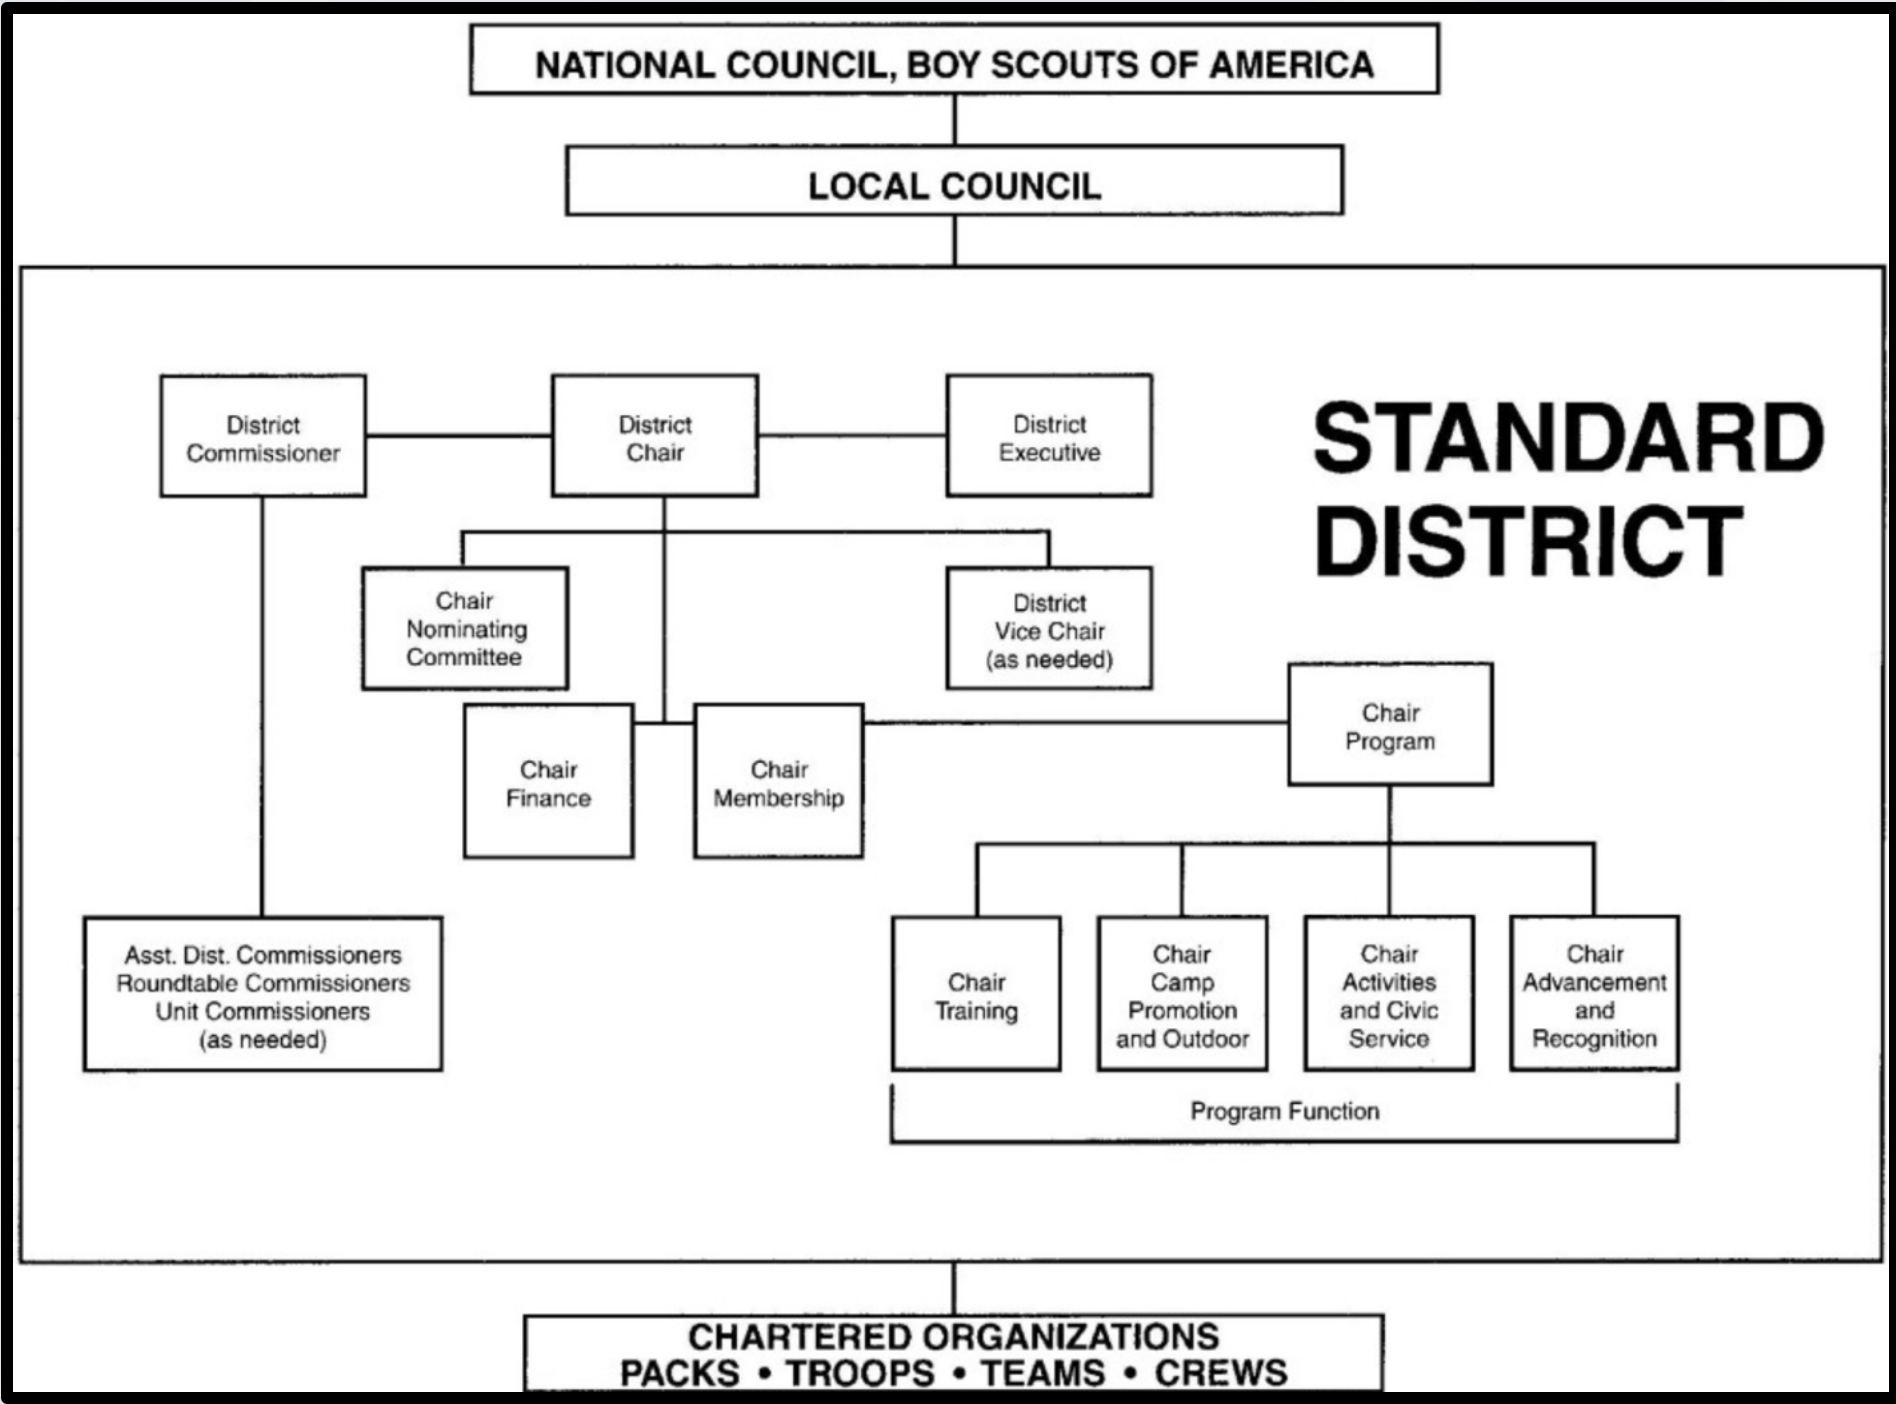 NATIONAL COUNCIL, BOY SCOUTS OF AMERICA
LOCAL COUNCIL
STANDARD
DISTRICT
District
Commissioner
District
Chair
District
Executive
Chair
Nominating
Committee
District
Vice Chair
(as needed)
Chair
Finance
Chair
Membership
Chair
Program
Asst. Dist. Commissioners
Roundtable Commissioners
Unit Commissioners
(as needed)
Chair
Training
Chair
Camp
Promotion
and Outdoor
Chair
Activities
and Civic
Service
Chair
Advancement
and
Recognition
Program Function
CHARTERED ORGANIZATIONS
PACKS • TROOPS • TEAMS • CREWS